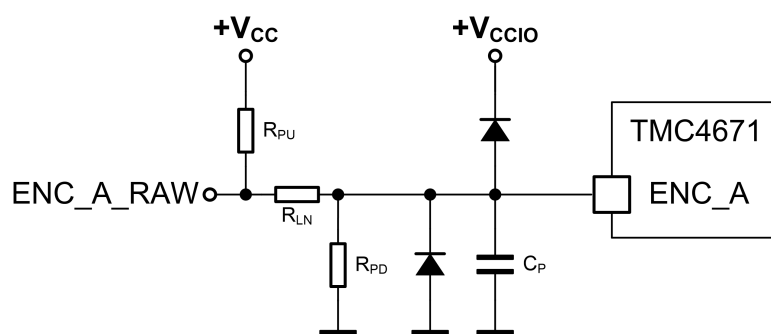 +VCC
+VCCIO
RPU
TMC4671
ENC_A_RAW
ENC_A
RLN
RPD
CP